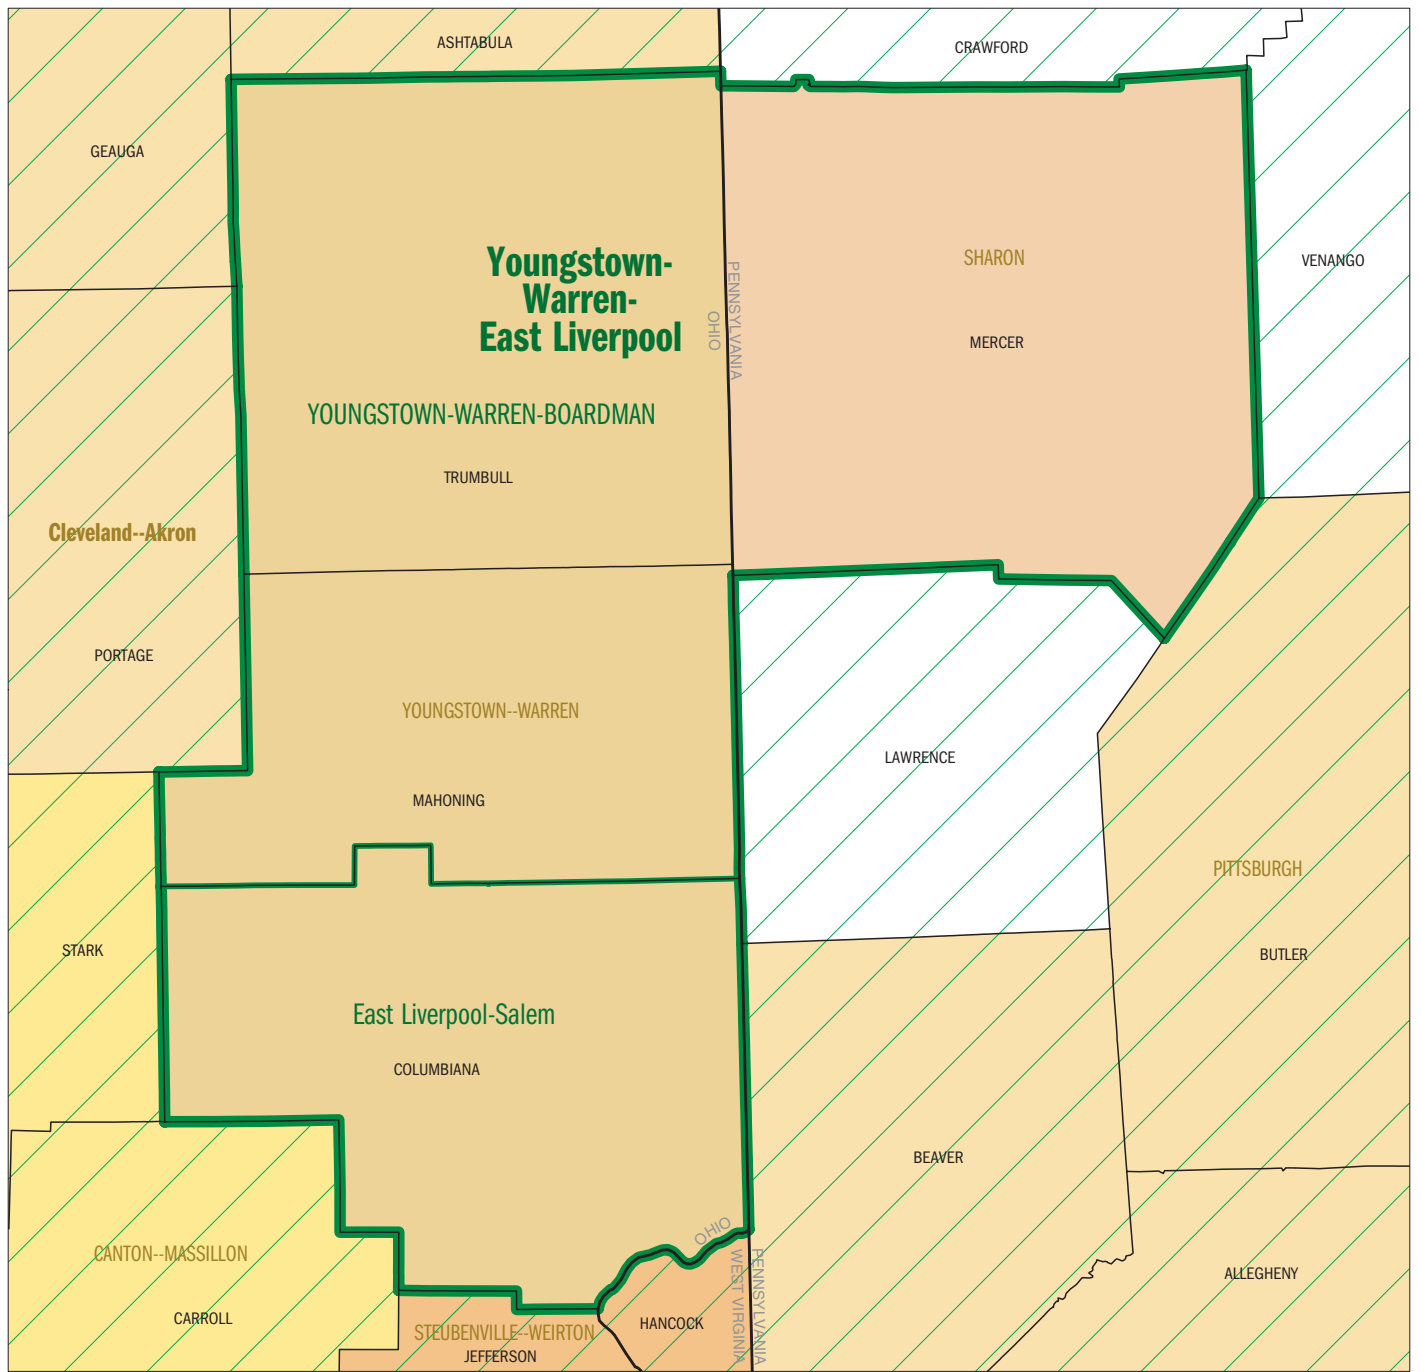 ASHTABULA
CRAWFORD
GEAUGA
Youngstown-
Warren-
East Liverpool
PENNSYLVANIA
OHIO
SHARON
VENANGO
MERCER
YOUNGSTOWN-WARREN-BOARDMAN
TRUMBULL
Cleveland--Akron
PORTAGE
YOUNGSTOWN--WARREN
LAWRENCE
MAHONING
PITTSBURGH
STARK
BUTLER
East Liverpool-Salem
COLUMBIANA
BEAVER
OHIO
WEST VIRGINIA
PENNSYLVANIA
CANTON--MASSILLON
ALLEGHENY
CARROLL
HANCOCK
STEUBENVILLE--WEIRTON
JEFFERSON